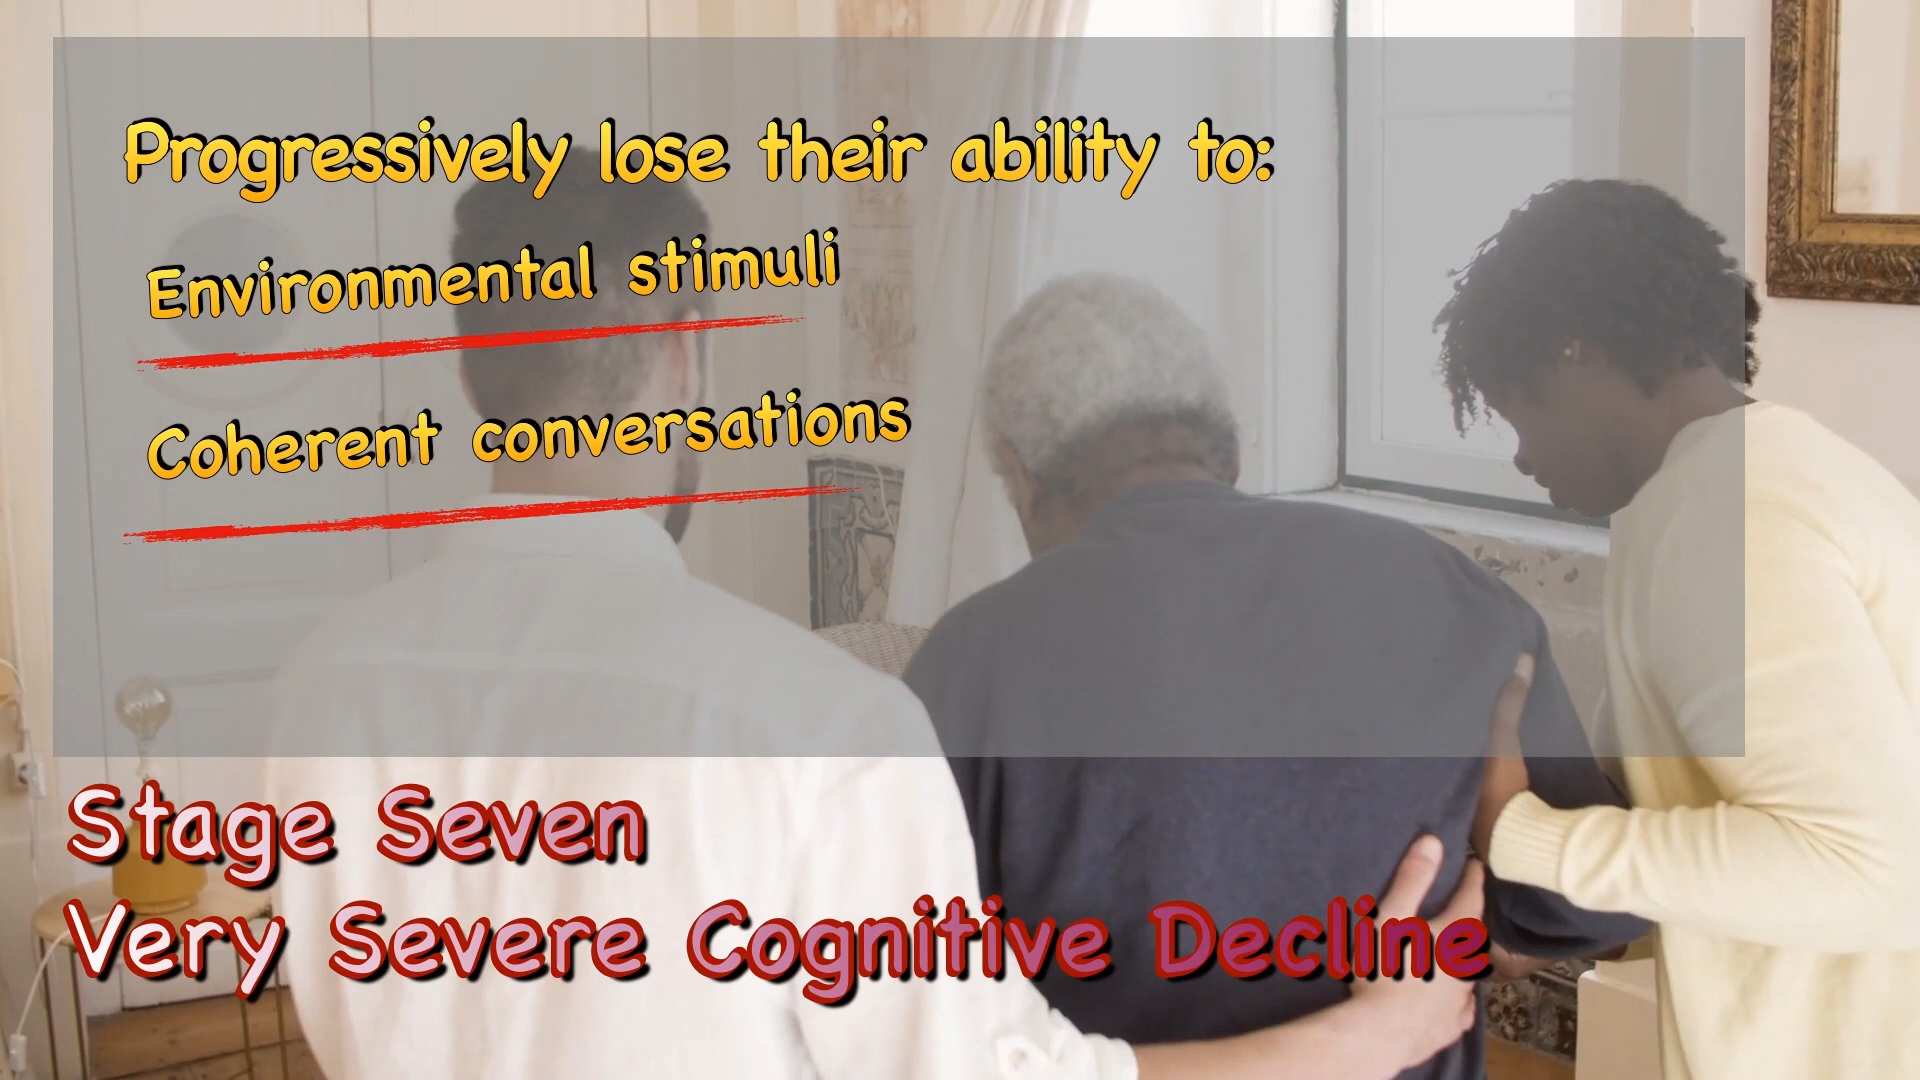 Progressively lose their ability to:
Environmental stimuli
Coherent conversations
Stage Seven
Very Severe Cognitive Decline